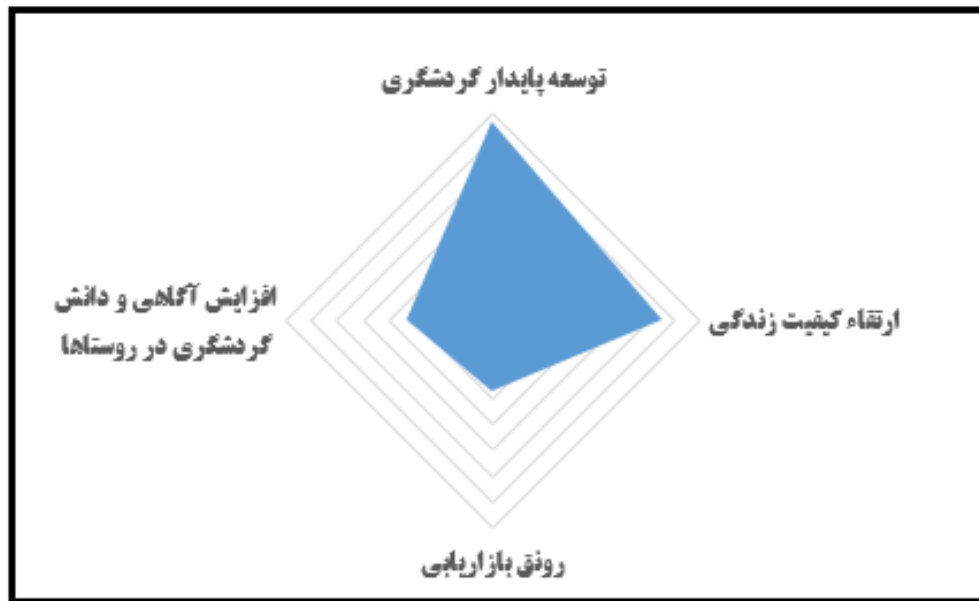 توسعه پایدار گردشگری
ارتقاء کیفیت زندگی
افزایش آگاهی و دانش
گردشگری در روستاها
رونق بازاریابی